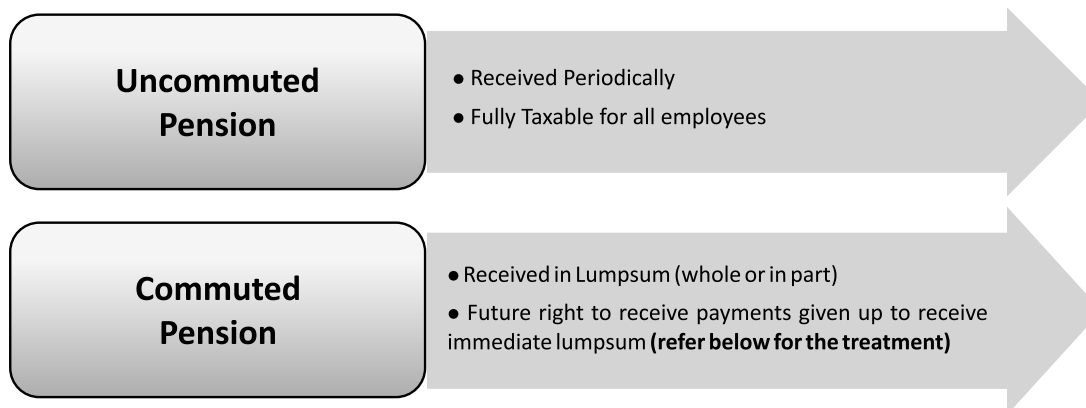 Uncommuted
Pension
● Received Periodically
● Fully Taxable for all employees
Commuted
Pension
● Received in Lumpsum (whole or in part)
● Future right to receive payments given up to receive
immediate lumpsum (refer below for the treatment)